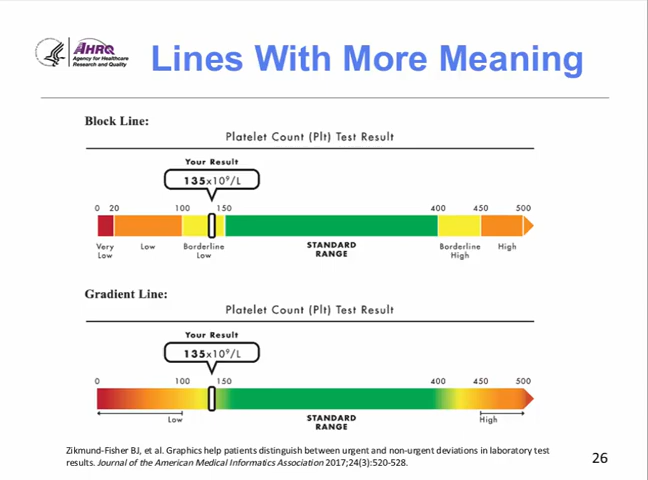 AHRQ
Agency for Healthcare
Research and Quality
Lines With More Meaning
Block Line:
Platelet Count (Plt) Test Result
Your Result
135x10⁹/L
0 20 100 150 400 450 500
Very Low Low Borderline Low STANDARD RANGE Borderline High High
Gradient Line:
Platelet Count (Plt) Test Result
Your Result
135x10⁹/L
0 100 150 400 450 500
Low STANDARD RANGE High
Zikmund-Fisher BJ, et al. Graphics help patients distinguish between urgent and non-urgent deviations in laboratory test
results. Journal of the American Medical Informatics Association 2017;24(3):520-528.
26